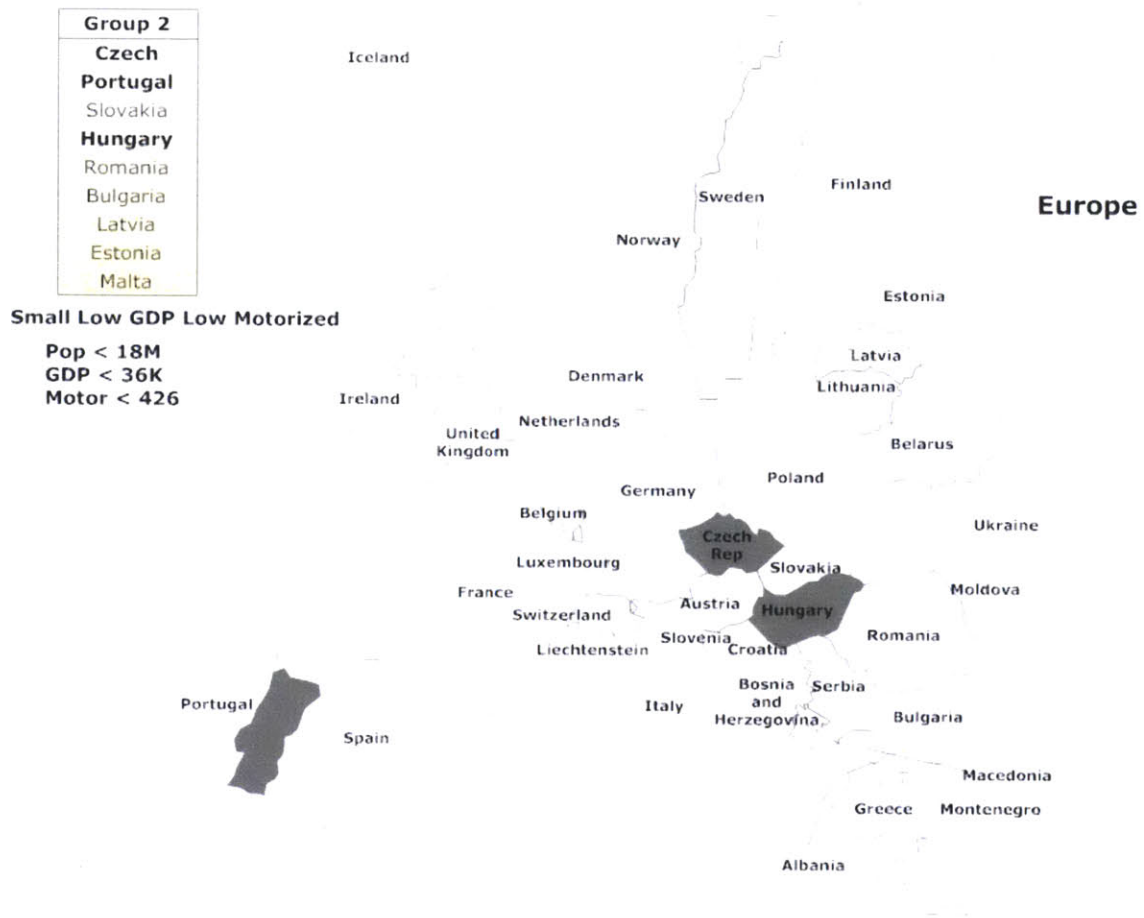 Group 2
Czech
Portugal
Slovakia
Hungary
Romania
Bulgaria
Latvia
Estonia
Malta
Small Low GDP Low Motorized
Pop < 18M
GDP < 36K
Motor < 426
Europe
Iceland
Finland
Sweden
Norway
Estonia
Latvia
Denmark
Lithuania
Ireland
Netherlands
United
Kingdom
Belarus
Poland
Germany
Belgium
Ukraine
Czech
Rep
Luxembourg
Slovakia
France
Moldova
Austria
Hungary
Switzerland
Slovenia
Romania
Liechtenstein
Croatia
Bosnia
and
Herzegovina
Serbia
Portugal
Italy
Bulgaria
Spain
Macedonia
Greece
Montenegro
Albania